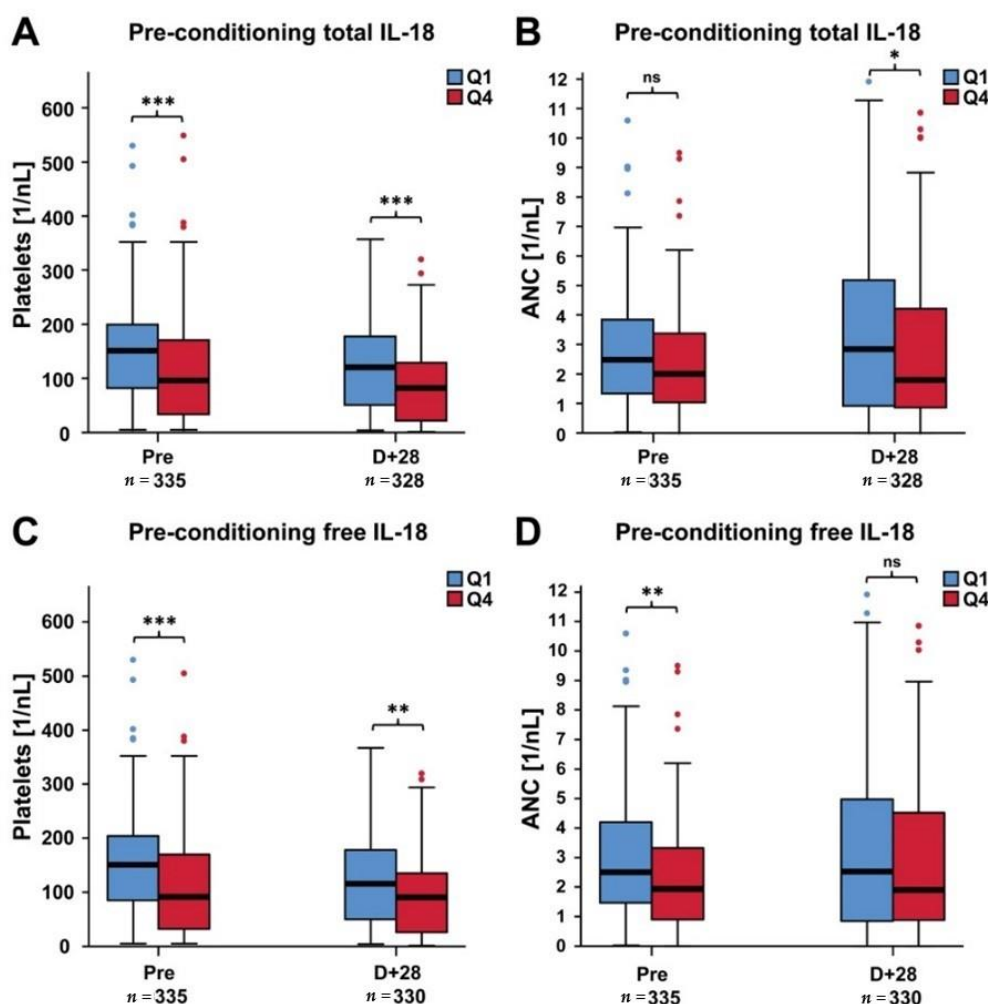 A
Pre-conditioning total IL-18
Q1
Q4
Platelets [1/nL]
600
500
400
300
200
100
0
***
***
Pre
n = 335
D+28
n = 328
B
Pre-conditioning total IL-18
Q1
Q4
ANC [1/nL]
12
11
10
9
8
7
6
5
4
3
2
1
0
ns
*
Pre
n = 335
D+28
n = 328
C
Pre-conditioning free IL-18
Q1
Q4
Platelets [1/nL]
600
500
400
300
200
100
0
***
**
Pre
n = 335
D+28
n = 330
D
Pre-conditioning free IL-18
Q1
Q4
ANC [1/nL]
12
11
10
9
8
7
6
5
4
3
2
1
0
**
ns
Pre
n = 335
D+28
n = 330